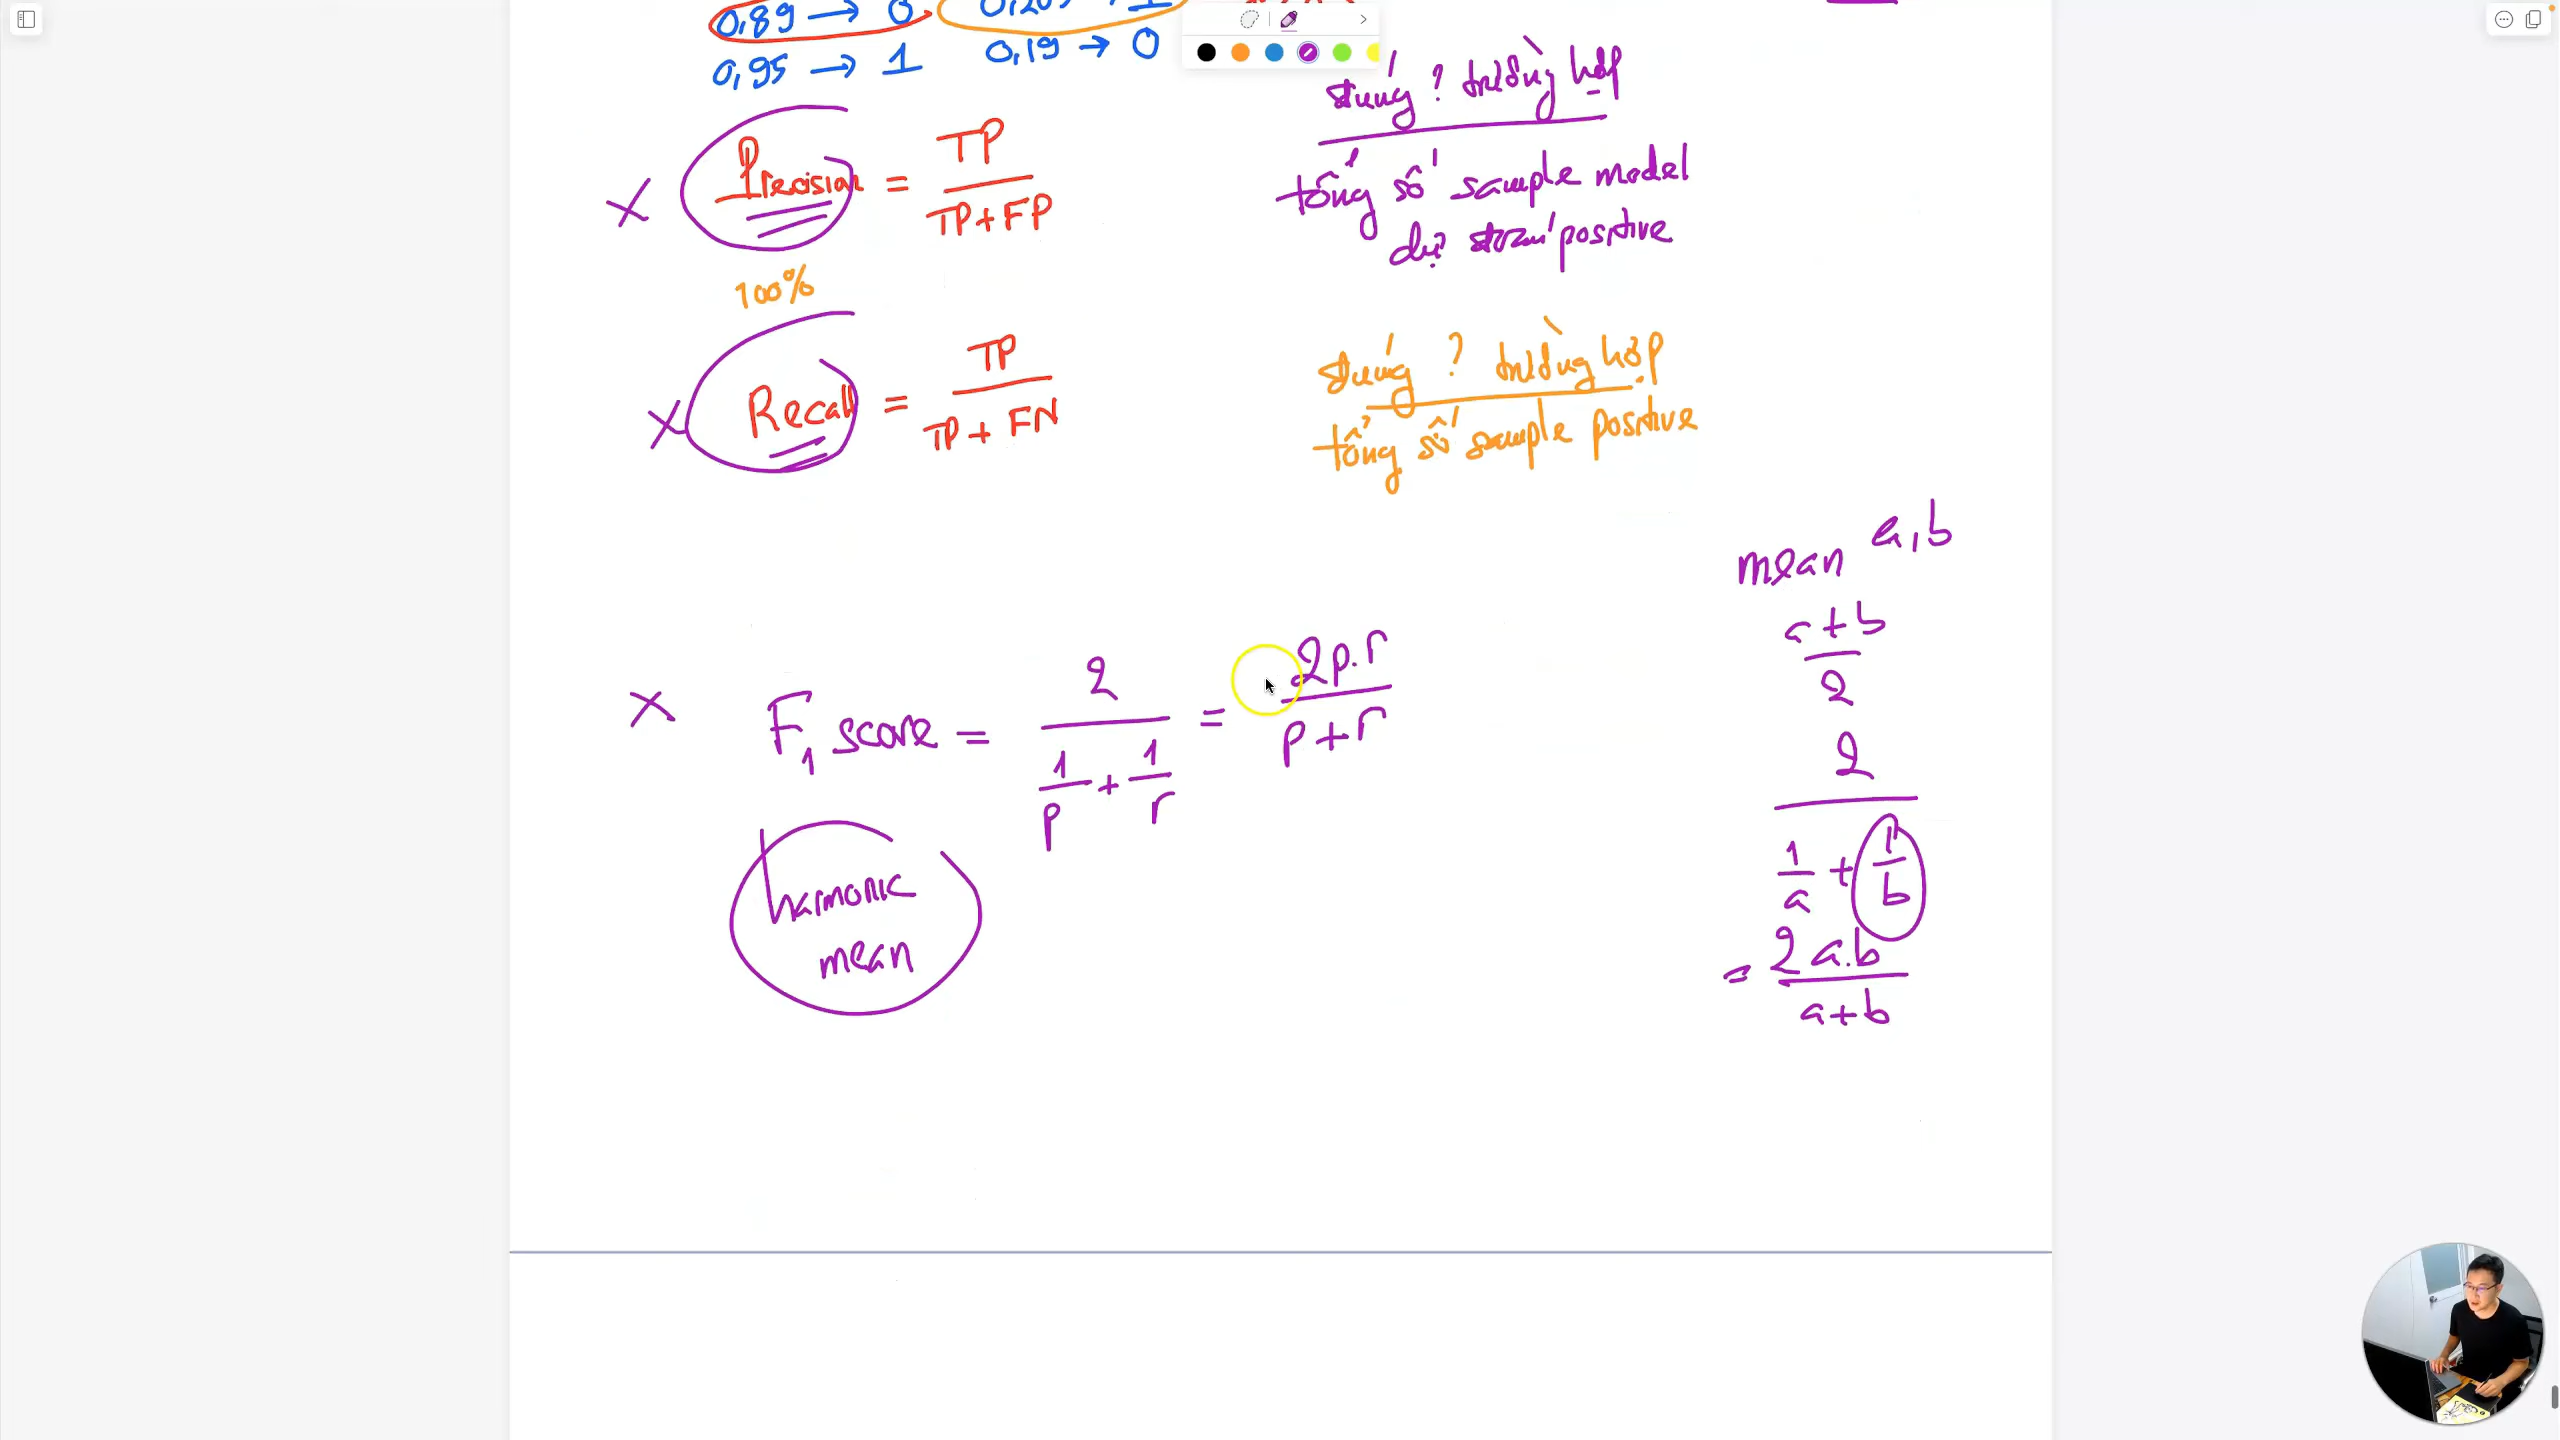 0,89 → 0
0,95 → 1
0,19 → 0
Precision = TP / TP + FP
đúng ? trường hợp
tổng số sample model
dự đoán positive
100%
Recall = TP / TP + FN
đúng ? trường hợp
tổng số sample positive
mean a, b
a + b / 2
2 / 1/a + 1/b
= 2 a.b / a + b
F1 score = 2 / 1/p + 1/r = 2p.r / p + r
harmonic
mean